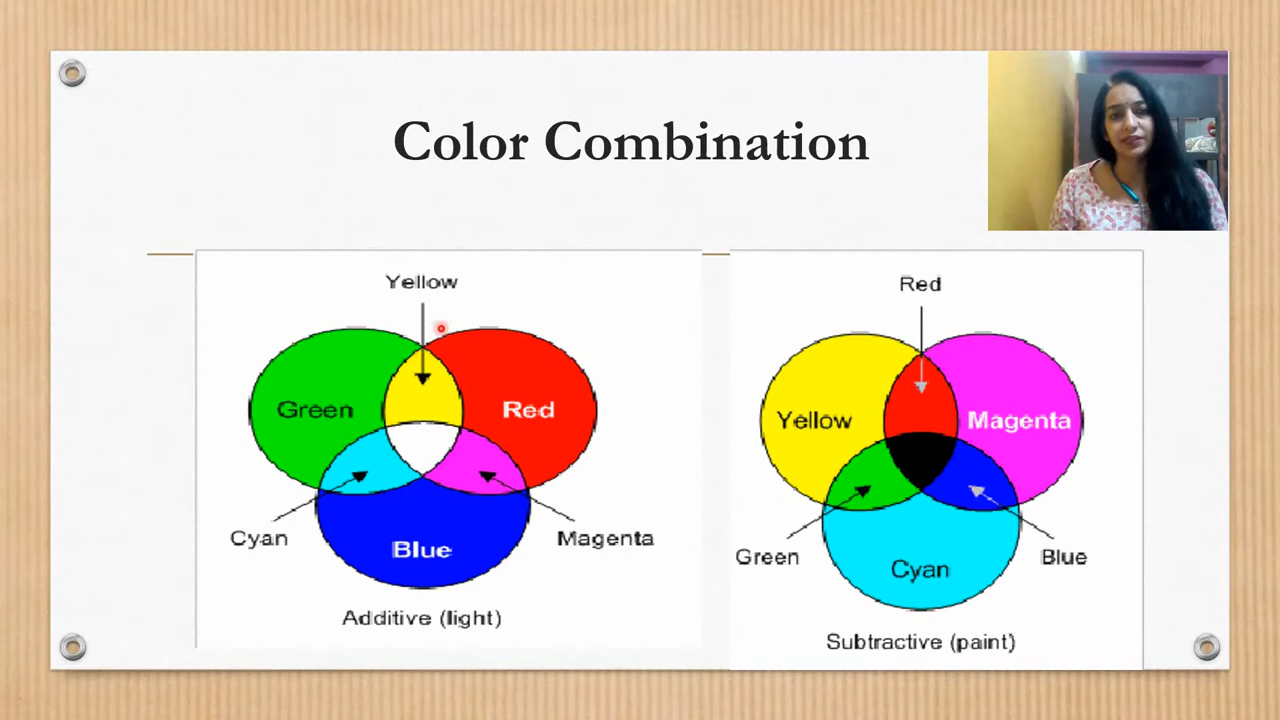 Color Combination
Yellow
Green
Red
Cyan
Blue
Magenta
Additive (light)
Red
Yellow
Magenta
Green
Cyan
Blue
Subtractive (paint)